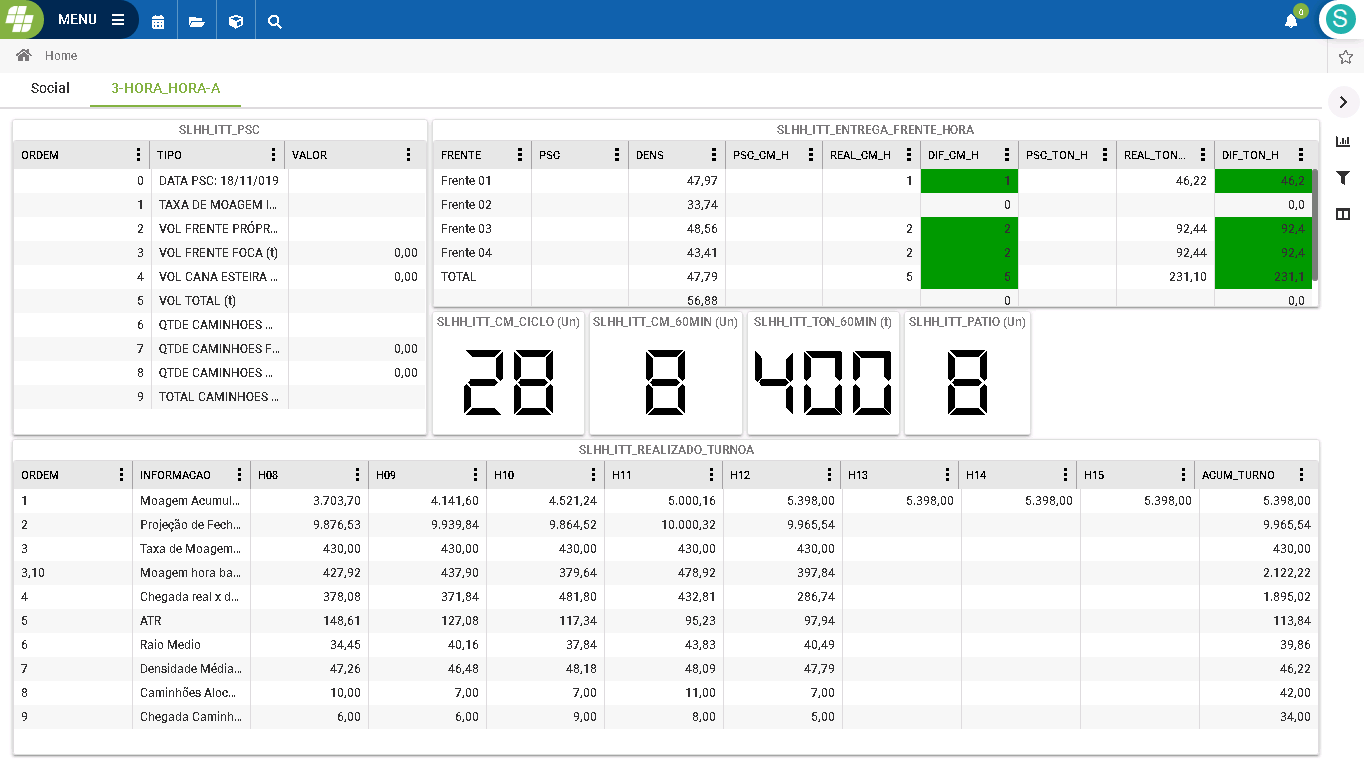 MENU
0
S
Home
Social 3-HORA_HORA-A
SLHH_ITT_PSC
ORDEM TIPO VALOR
0 DATA PSC: 18/11/019
1 TAXA DE MOAGEM I...
2 VOL FRENTE PRÓPR...
3 VOL FRENTE FOCA (t) 0,00
4 VOL CANA ESTEIRA ... 0,00
5 VOL TOTAL (t)
6 QTDE CAMINHOES ...
7 QTDE CAMINHOES F... 0,00
8 QTDE CAMINHOES ... 0,00
9 TOTAL CAMINHOES ...
SLHH_ITT_ENTREGA_FRENTE_HORA
FRENTE PSC DENS PSC_CM_H REAL_CM_H DIF_CM_H PSC_TON_H REAL_TON... DIF_TON_H
Frente 01 47,97 1 1 46,22 46,2
Frente 02 33,74 0 0,0
Frente 03 48,56 2 2 92,44 92,4
Frente 04 43,41 2 2 92,44 92,4
TOTAL 47,79 5 5 231,10 231,1
56,88 0 0,0
SLHH_ITT_CM_CICLO (Un)
28
SLHH_ITT_CM_60MIN (Un)
8
SLHH_ITT_TON_60MIN (t)
400
SLHH_ITT_PATIO (Un)
8
SLHH_ITT_REALIZADO_TURNOA
ORDEM INFORMACAO H08 H09 H10 H11 H12 H13 H14 H15 ACUM_TURNO
1 Moagem Acumul... 3.703,70 4.141,60 4.521,24 5.000,16 5.398,00 5.398,00 5.398,00 5.398,00 5.398,00
2 Projeção de Fech... 9.876,53 9.939,84 9.864,52 10.000,32 9.965,54 9.965,54
3 Taxa de Moagem... 430,00 430,00 430,00 430,00 430,00 430,00
3,10 Moagem hora ba... 427,92 437,90 379,64 478,92 397,84 2.122,22
4 Chegada real x d... 378,08 371,84 481,80 432,81 286,74 1.895,02
5 ATR 148,61 127,08 117,34 95,23 97,94 113,84
6 Raio Medio 34,45 40,16 37,84 43,83 40,49 39,86
7 Densidade Média... 47,26 46,48 48,18 48,09 47,79 46,22
8 Caminhões Aloc... 10,00 7,00 7,00 11,00 7,00 42,00
9 Chegada Caminh... 6,00 6,00 9,00 8,00 5,00 34,00